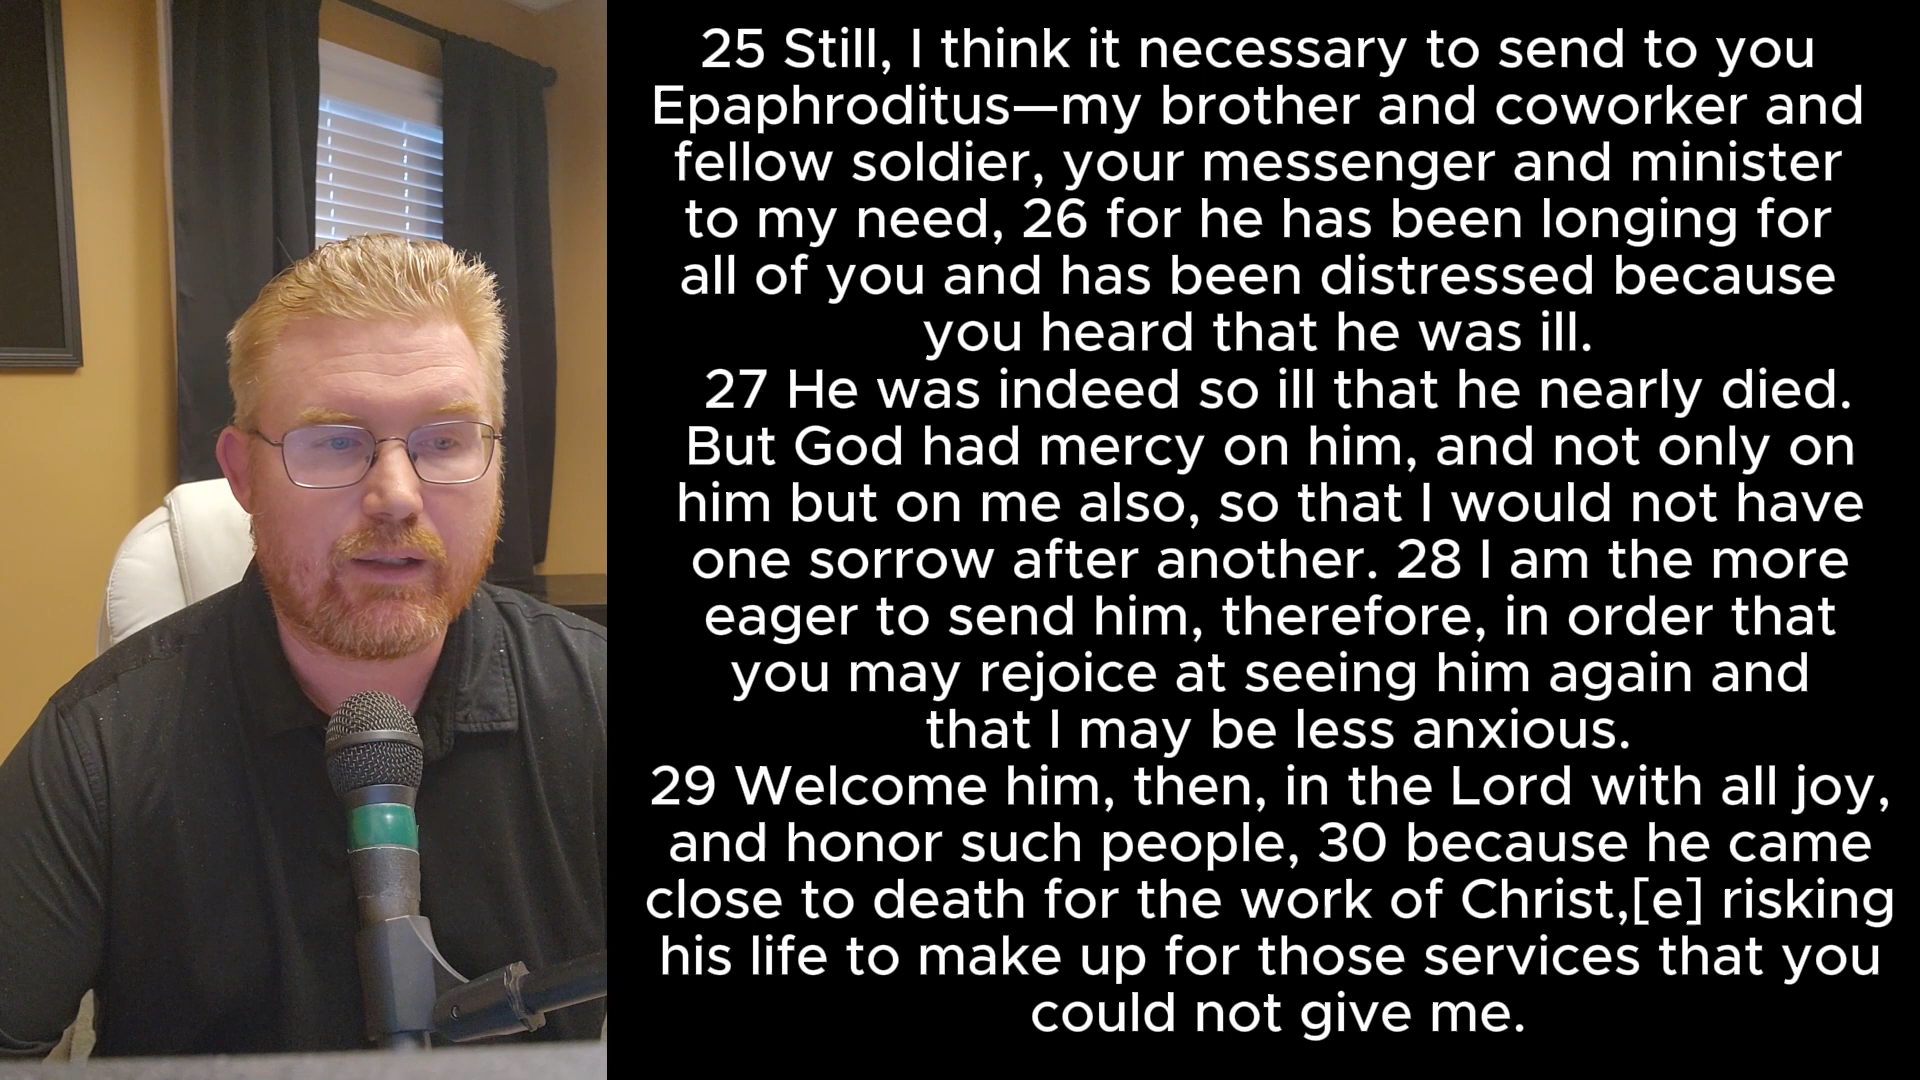 25 Still, I think it necessary to send to you
Epaphroditus—my brother and coworker and
fellow soldier, your messenger and minister
to my need, 26 for he has been longing for
all of you and has been distressed because
you heard that he was ill.
27 He was indeed so ill that he nearly died.
But God had mercy on him, and not only on
him but on me also, so that I would not have
one sorrow after another. 28 I am the more
eager to send him, therefore, in order that
you may rejoice at seeing him again and
that I may be less anxious.
29 Welcome him, then, in the Lord with all joy,
and honor such people, 30 because he came
close to death for the work of Christ,[e] risking
his life to make up for those services that you
could not give me.